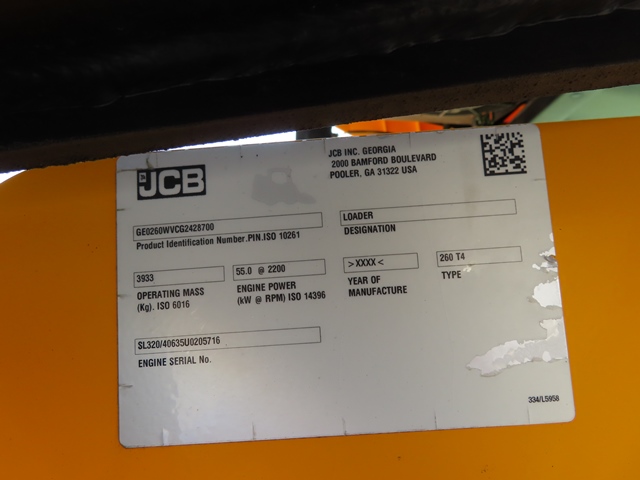 JCB
JCB INC. GEORGIA
2000 BAMFORD BOULEVARD
POOLER, GA 31322 USA
GE0260WVCG2428700
Product Identification Number.PIN.ISO 10261
LOADER
DESIGNATION
3933
OPERATING MASS
(Kg). ISO 6016
55.0 @ 2200
ENGINE POWER
(kW @ RPM) ISO 14396
>XXXX<
YEAR OF
MANUFACTURE
260 T4
TYPE
SL320/40635U0205716
ENGINE SERIAL No.
334/L5958